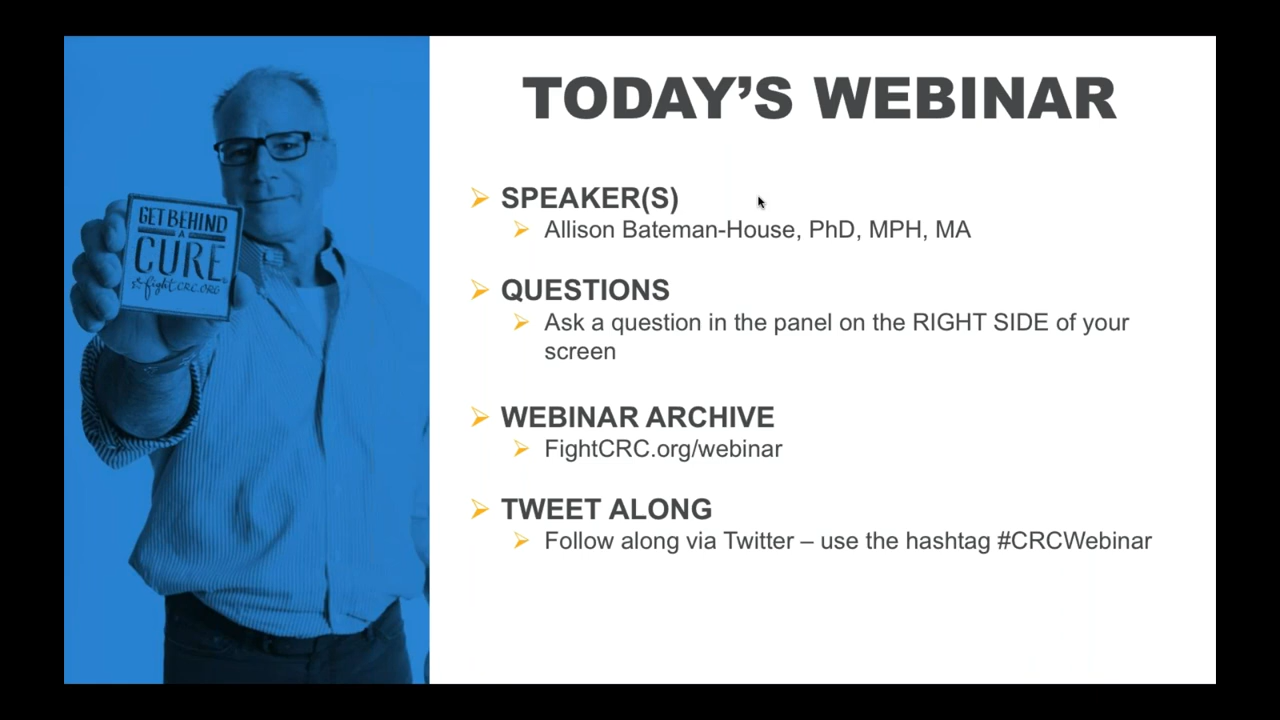 TODAY’S WEBINAR
SPEAKER(S)
Allison Bateman-House, PhD, MPH, MA
QUESTIONS
Ask a question in the panel on the RIGHT SIDE of your
screen
WEBINAR ARCHIVE
FightCRC.org/webinar
TWEET ALONG
Follow along via Twitter – use the hashtag #CRCWebinar
GET BEHIND
A
CURE
fightCRC.ORG